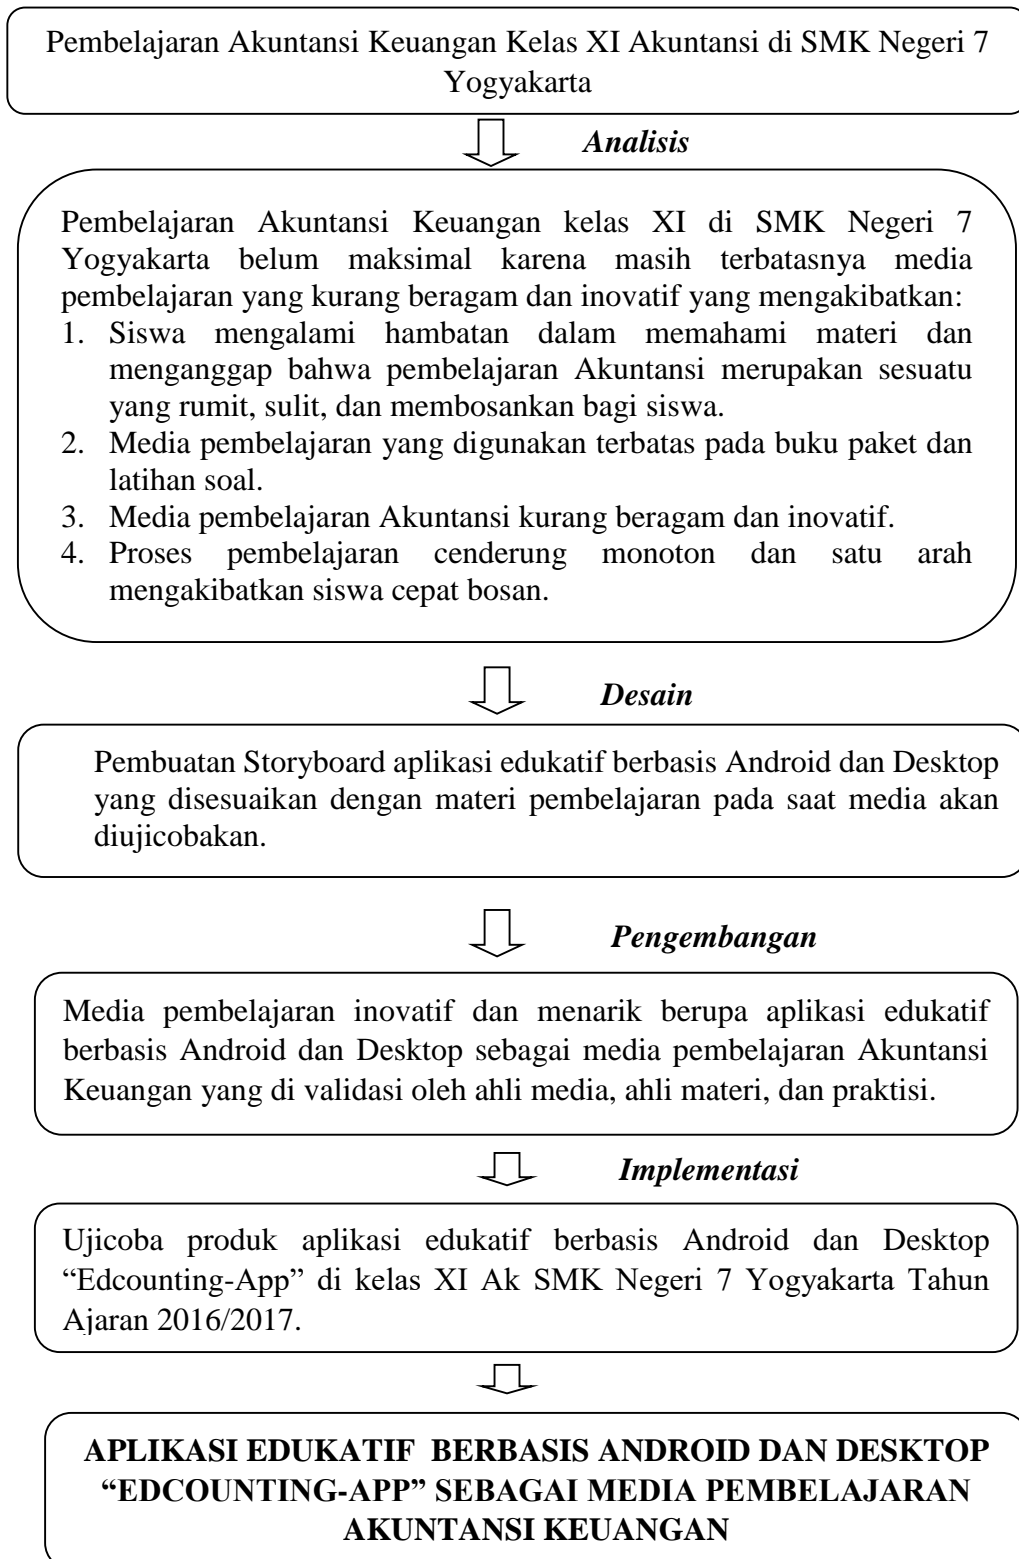 Pembelajaran Akuntansi Keuangan Kelas XI Akuntansi di SMK Negeri 7
Yogyakarta
Analisis
Pembelajaran Akuntansi Keuangan kelas XI di SMK Negeri 7
Yogyakarta belum maksimal karena masih terbatasnya media
pembelajaran yang kurang beragam dan inovatif yang mengakibatkan:
1. Siswa mengalami hambatan dalam memahami materi dan
menganggap bahwa pembelajaran Akuntansi merupakan sesuatu
yang rumit, sulit, dan membosankan bagi siswa.
2. Media pembelajaran yang digunakan terbatas pada buku paket dan
latihan soal.
3. Media pembelajaran Akuntansi kurang beragam dan inovatif.
4. Proses pembelajaran cenderung monoton dan satu arah
mengakibatkan siswa cepat bosan.
Desain
Pembuatan Storyboard aplikasi edukatif berbasis Android dan Desktop
yang disesuaikan dengan materi pembelajaran pada saat media akan
diujicobakan.
Pengembangan
Media pembelajaran inovatif dan menarik berupa aplikasi edukatif
berbasis Android dan Desktop sebagai media pembelajaran Akuntansi
Keuangan yang di validasi oleh ahli media, ahli materi, dan praktisi.
Implementasi
Ujicoba produk aplikasi edukatif berbasis Android dan Desktop
“Edcounting-App” di kelas XI Ak SMK Negeri 7 Yogyakarta Tahun
Ajaran 2016/2017.
APLIKASI EDUKATIF BERBASIS ANDROID DAN DESKTOP
“EDCOUNTING-APP” SEBAGAI MEDIA PEMBELAJARAN
AKUNTANSI KEUANGAN